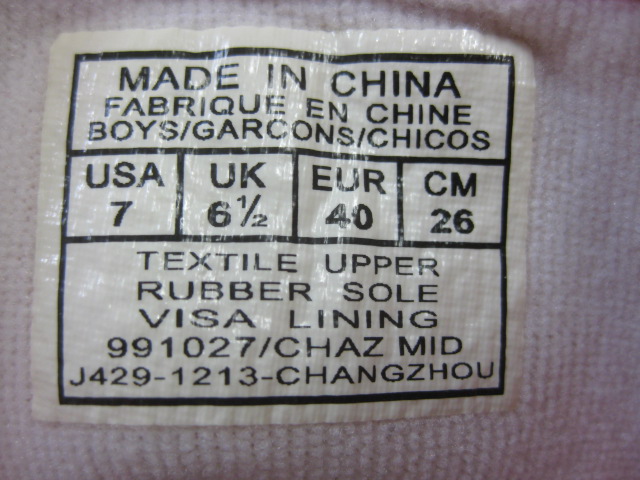 MADE IN CHINA
FABRIQUE EN CHINE
BOYS/GARCONS/CHICOS
USA UK EUR CM
7 6½ 40 26
TEXTILE UPPER
RUBBER SOLE
VISA LINING
991027/CHAZ MID
J429-1213-CHANGZHOU